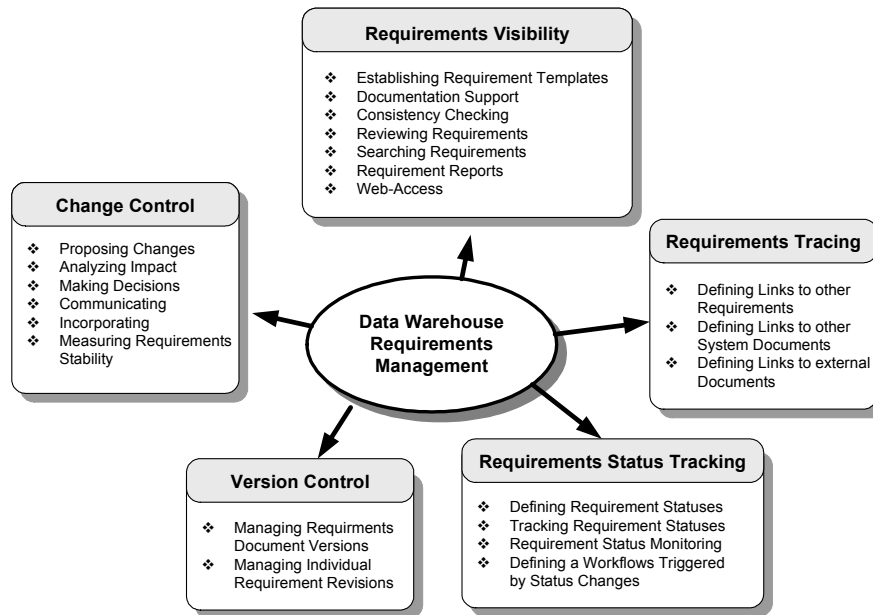 Requirements Visibility
❖ Establishing Requirement Templates
❖ Documentation Support
❖ Consistency Checking
❖ Reviewing Requirements
❖ Searching Requirements
❖ Requirement Reports
❖ Web-Access
Change Control
❖ Proposing Changes
❖ Analyzing Impact
❖ Making Decisions
❖ Communicating
❖ Incorporating
❖ Measuring Requirements
Stability
Requirements Tracing
❖ Defining Links to other
Requirements
❖ Defining Links to other
System Documents
❖ Defining Links to external
Documents
Data Warehouse
Requirements
Management
Version Control
❖ Managing Requirments
Document Versions
❖ Managing Individual
Requirement Revisions
Requirements Status Tracking
❖ Defining Requirement Statuses
❖ Tracking Requirement Statuses
❖ Requirement Status Monitoring
❖ Defining a Workflows Triggered
by Status Changes